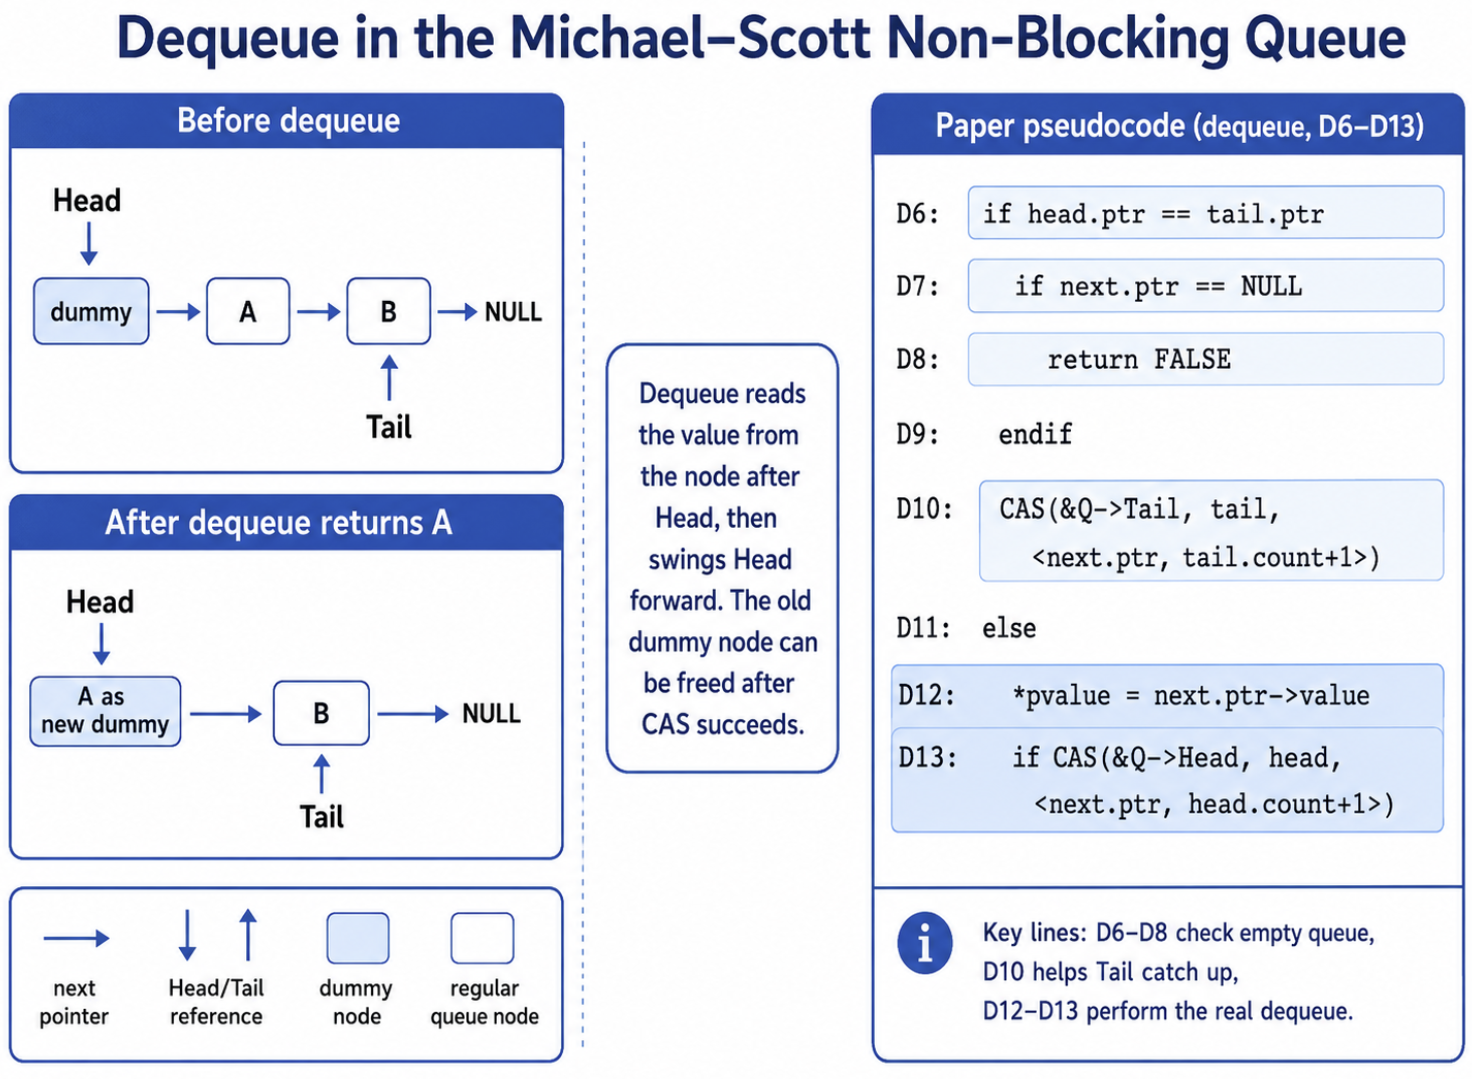 Dequeue in the Michael–Scott Non-Blocking Queue
Before dequeue
Head
dummy
A
B
NULL
Tail
After dequeue returns A
Head
A as
new dummy
B
NULL
Tail
next
pointer
Head/Tail
reference
dummy
node
regular
queue node
Dequeue reads
the value from
the node after
Head, then
swings Head
forward. The old
dummy node can
be freed after
CAS succeeds.
Paper pseudocode (dequeue, D6–D13)
D6: if head.ptr == tail.ptr
D7: if next.ptr == NULL
D8: return FALSE
D9: endif
D10: CAS(&Q->Tail, tail,
<next.ptr, tail.count+1>)
D11: else
D12: *pvalue = next.ptr->value
D13: if CAS(&Q->Head, head,
<next.ptr, head.count+1>)
i
Key lines: D6–D8 check empty queue,
D10 helps Tail catch up,
D12–D13 perform the real dequeue.